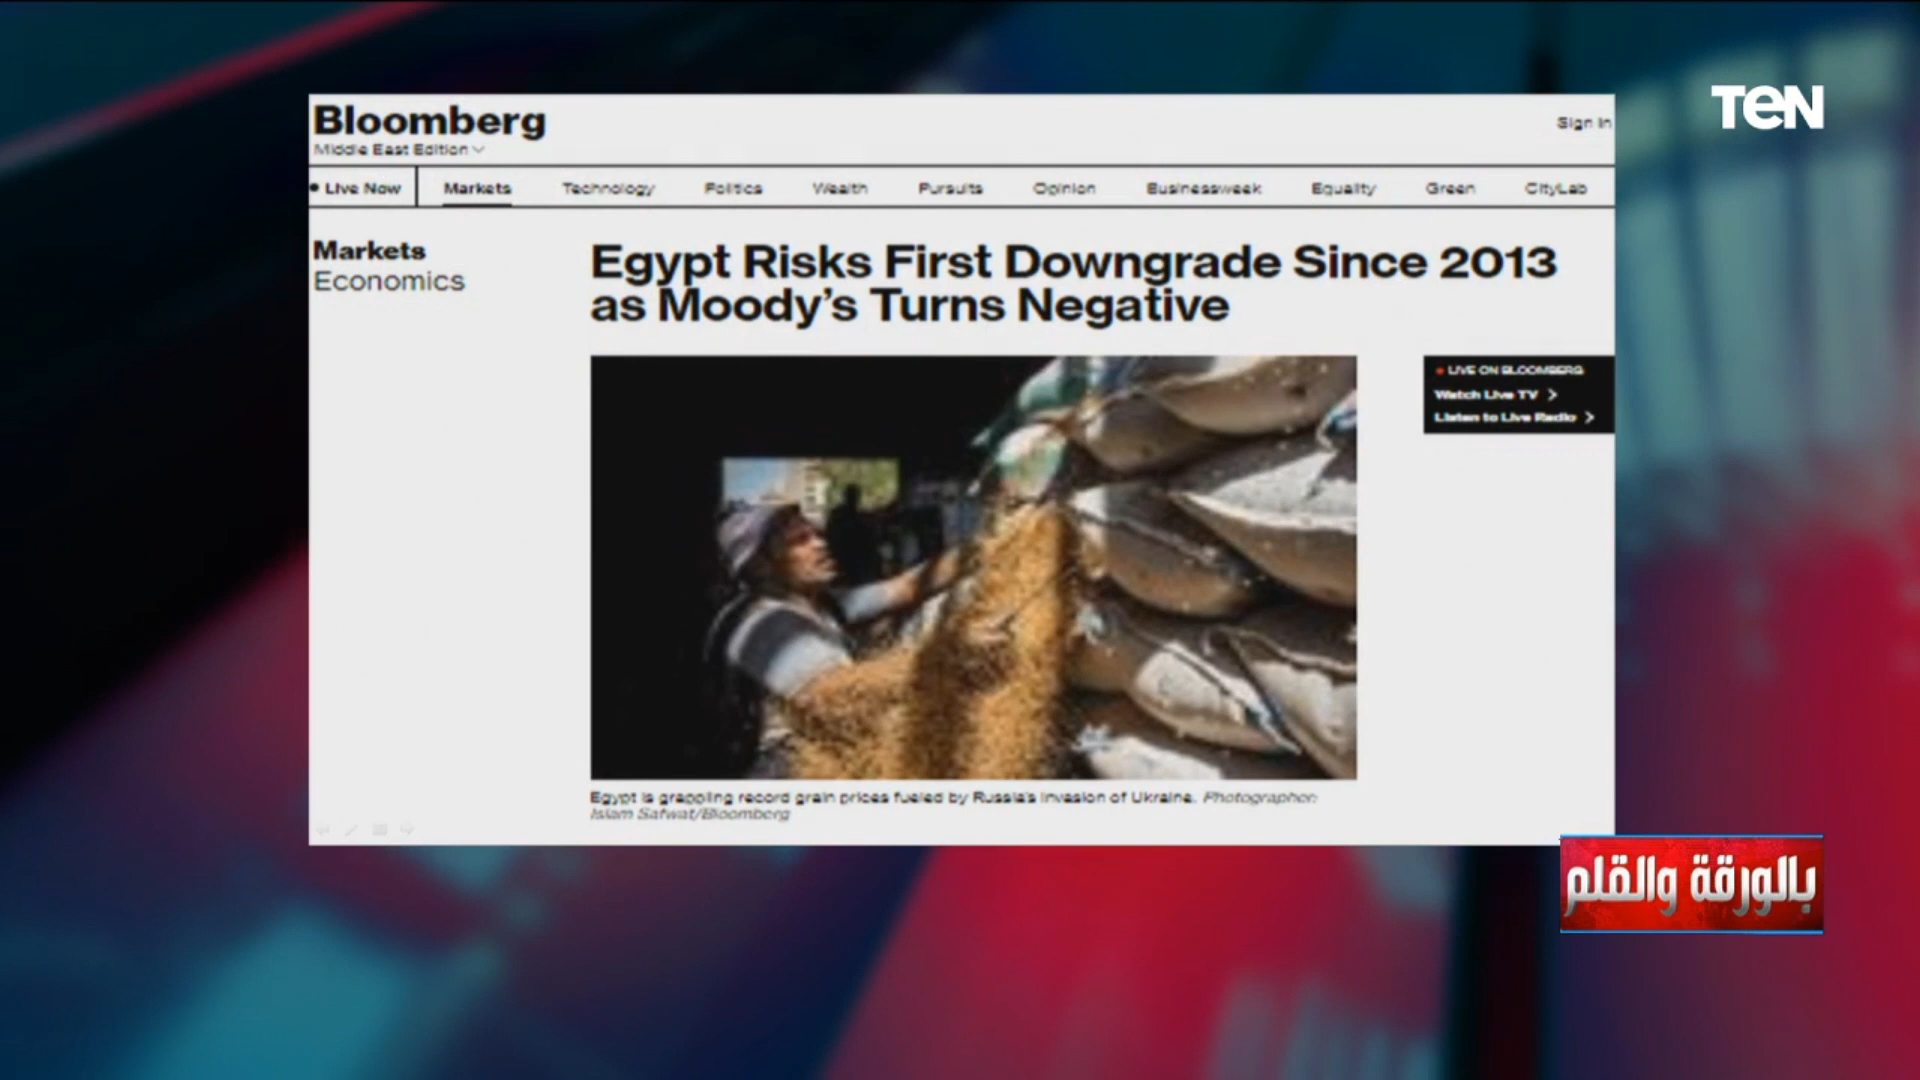 TeN
Bloomberg
Sign In
Middle East Edition
Live Now
Markets
Technology
Politics
Wealth
Pursuits
Opinion
Businessweek
Equality
Green
CityLab
Markets
Economics
Egypt Risks First Downgrade Since 2013
as Moody's Turns Negative
LIVE ON BLOOMBERG
Watch Live TV
Listen to Live Radio
Egypt is grappling record grain prices fueled by Russia's invasion of Ukraine. Photographer:
Islam Safwat/Bloomberg
بالورقة والقلم